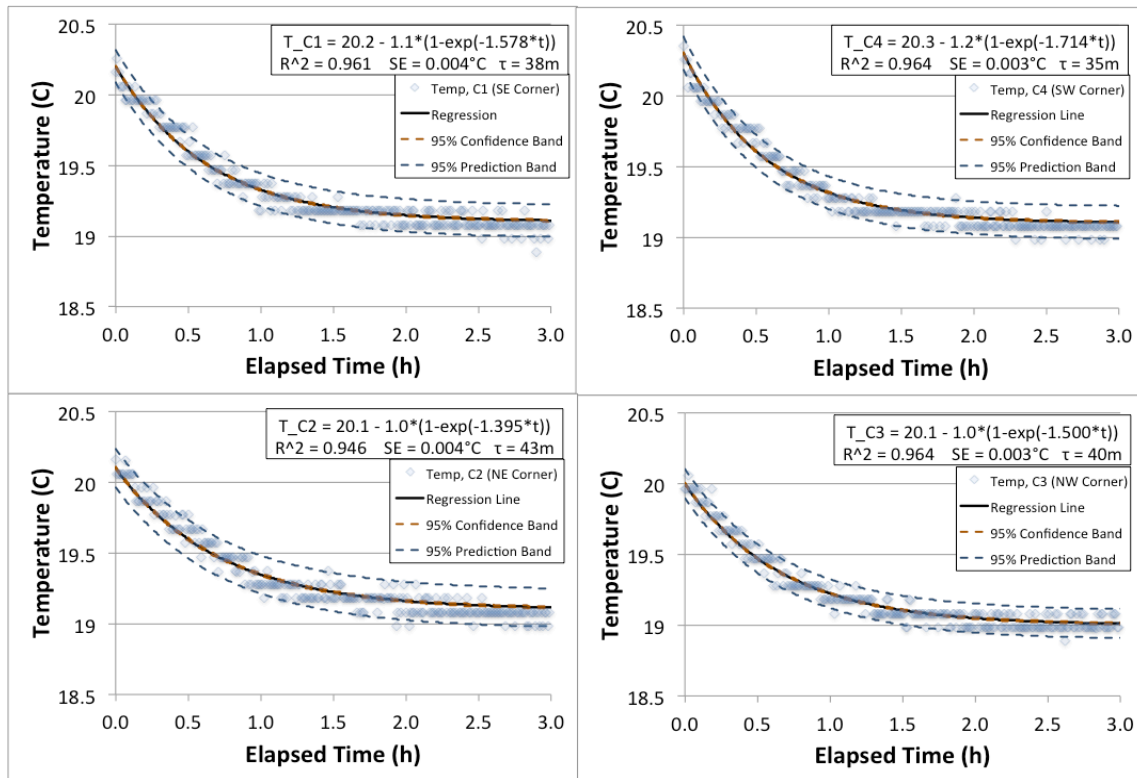 T_C1 = 20.2 - 1.1*(1-exp(-1.578*t))
R^2 = 0.961 SE = 0.004°C τ = 38m
Temp, C1 (SE Corner)
Regression
95% Confidence Band
95% Prediction Band
Temperature (C)
20.5
20
19.5
19
18.5
0.0 0.5 1.0 1.5 2.0 2.5 3.0
Elapsed Time (h)
T_C4 = 20.3 - 1.2*(1-exp(-1.714*t))
R^2 = 0.964 SE = 0.003°C τ = 35m
Temp, C4 (SW Corner)
Regression Line
95% Confidence Band
95% Prediction Band
Temperature (C)
20.5
20
19.5
19
18.5
0.0 0.5 1.0 1.5 2.0 2.5 3.0
Elapsed Time (h)
T_C2 = 20.1 - 1.0*(1-exp(-1.395*t))
R^2 = 0.946 SE = 0.004°C τ = 43m
Temp, C2 (NE Corner)
Regression Line
95% Confidence Band
95% Prediction Band
Temperature (C)
20.5
20
19.5
19
18.5
0.0 0.5 1.0 1.5 2.0 2.5 3.0
Elapsed Time (h)
T_C3 = 20.1 - 1.0*(1-exp(-1.500*t))
R^2 = 0.964 SE = 0.003°C τ = 40m
Temp, C3 (NW Corner)
Regression Line
95% Confidence Band
95% Prediction Band
Temperature (C)
20.5
20
19.5
19
18.5
0.0 0.5 1.0 1.5 2.0 2.5 3.0
Elapsed Time (h)